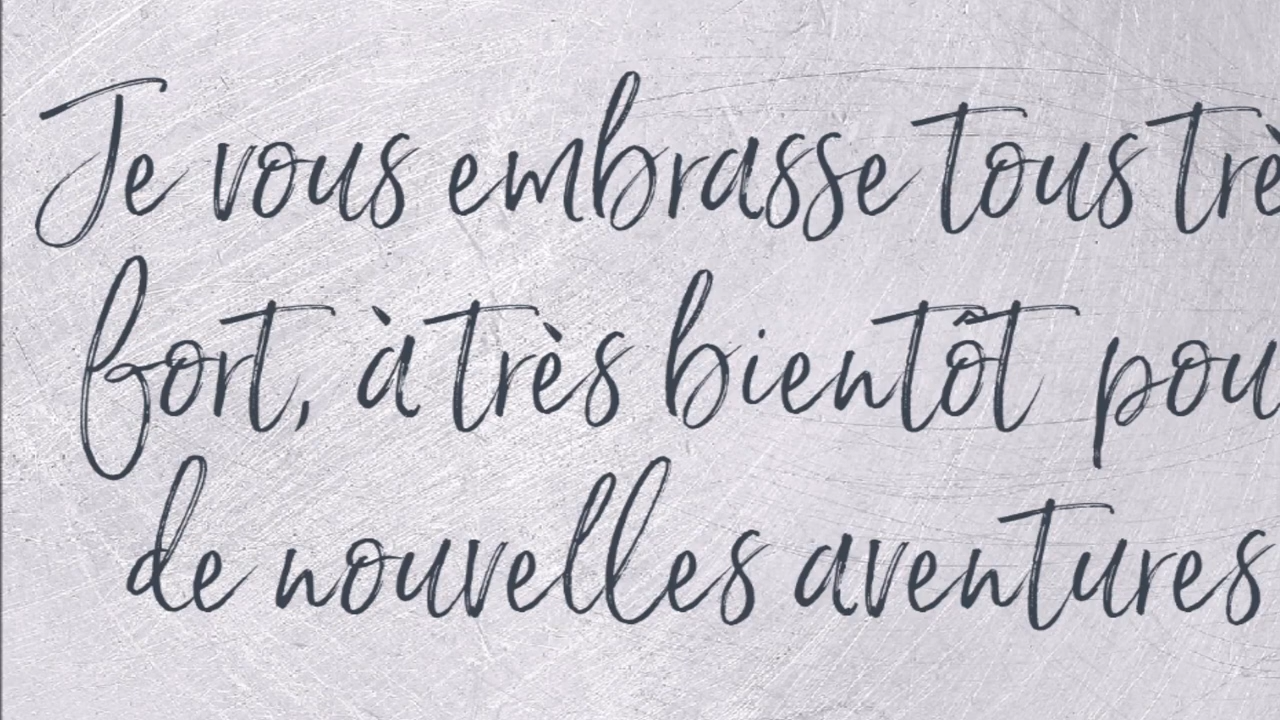 Je vous embrasse tous trè
fort, à très bientôt pou
de nouvelles aventures